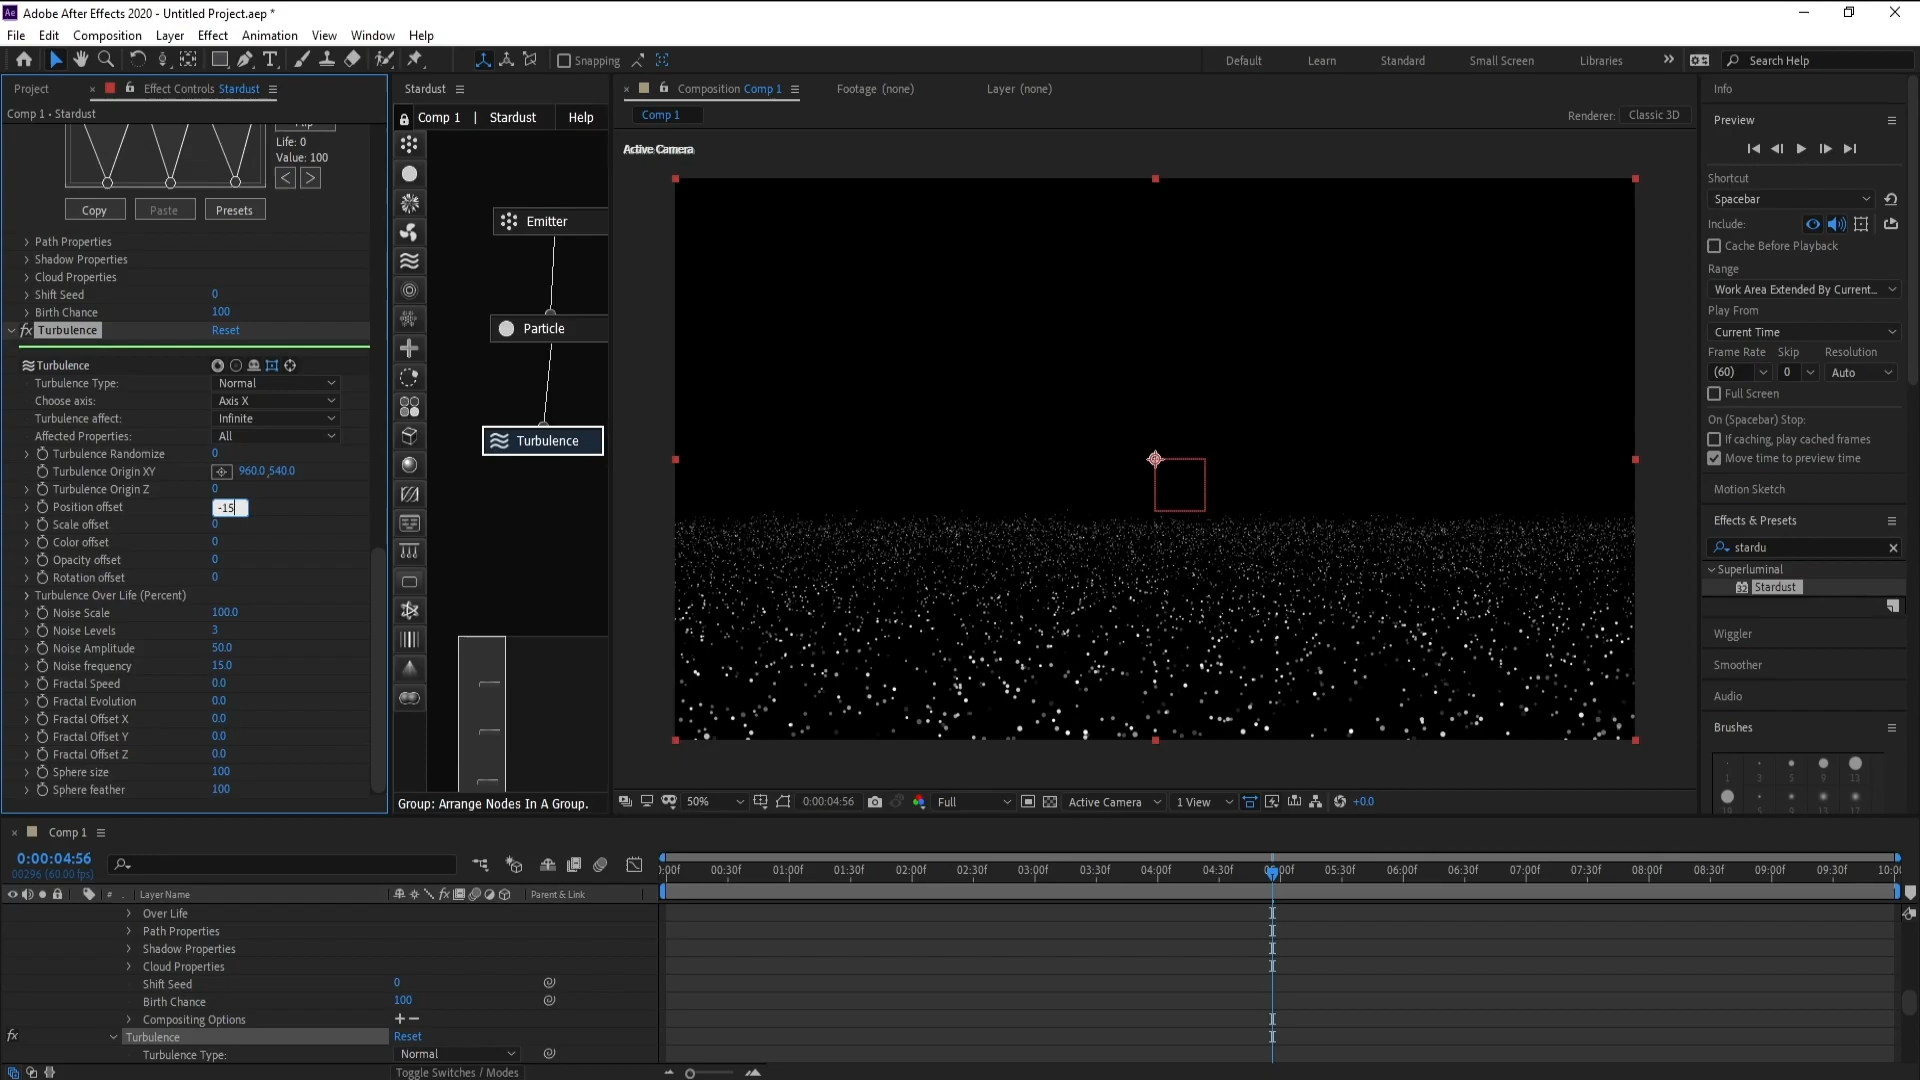 Adobe After Effects 2020 - Untitled Project.aep *
File Edit Composition Layer Effect Animation View Window Help
Snapping
Default Learn Standard Small Screen Libraries
Search Help
Project
Effect Controls Stardust
Comp 1 • Stardust
Life: 0
Value: 100
< >
Copy Paste Presets
Path Properties
Shadow Properties
Cloud Properties
Shift Seed 0
Birth Chance 100
fx Turbulence Reset
Turbulence
Turbulence Type: Normal
Choose axis: Axis X
Turbulence affect: Infinite
Affected Properties: All
Turbulence Randomize 0
Turbulence Origin XY 960.0 ,540.0
Turbulence Origin Z 0
Position offset -15
Scale offset 0
Color offset 0
Opacity offset 0
Rotation offset 0
Turbulence Over Life (Percent)
Noise Scale 100.0
Noise Levels 3
Noise Amplitude 50.0
Noise frequency 15.0
Fractal Speed 0.0
Fractal Evolution 0.0
Fractal Offset X 0.0
Fractal Offset Y 0.0
Fractal Offset Z 0.0
Sphere size 100
Sphere feather 100
Stardust
Comp 1 | Stardust Help
Emitter
Particle
Turbulence
Group: Arrange Nodes In A Group.
Composition Comp 1
Footage (none)
Layer (none)
Comp 1
Renderer: Classic 3D
Active Camera
50% 0:00:04:56 Full Active Camera 1 View +0.0
Info
Preview
Shortcut
Spacebar
Include:
Cache Before Playback
Range
Work Area Extended By Current...
Play From
Current Time
Frame Rate Skip Resolution
(60) 0 Auto
Full Screen
On (Spacebar) Stop:
If caching, play cached frames
Move time to preview time
Motion Sketch
Effects & Presets
stardu
Superluminal
32 Stardust
Wiggler
Smoother
Audio
Brushes
1 3 5 9 13
Comp 1
0:00:04:56
00296 (60.00 fps)
# . Layer Name fx Parent & Link
:00f 00:30f 01:00f 01:30f 02:00f 02:30f 03:00f 03:30f 04:00f 04:30f 05:30f 06:00f 06:30f 07:00f 07:30f 08:00f 08:30f 09:00f 09:30f 10:0
Over Life
Path Properties
Shadow Properties
Cloud Properties
Shift Seed 0
Birth Chance 100
Compositing Options
fx Turbulence Reset
Turbulence Type: Normal
Toggle Switches / Modes